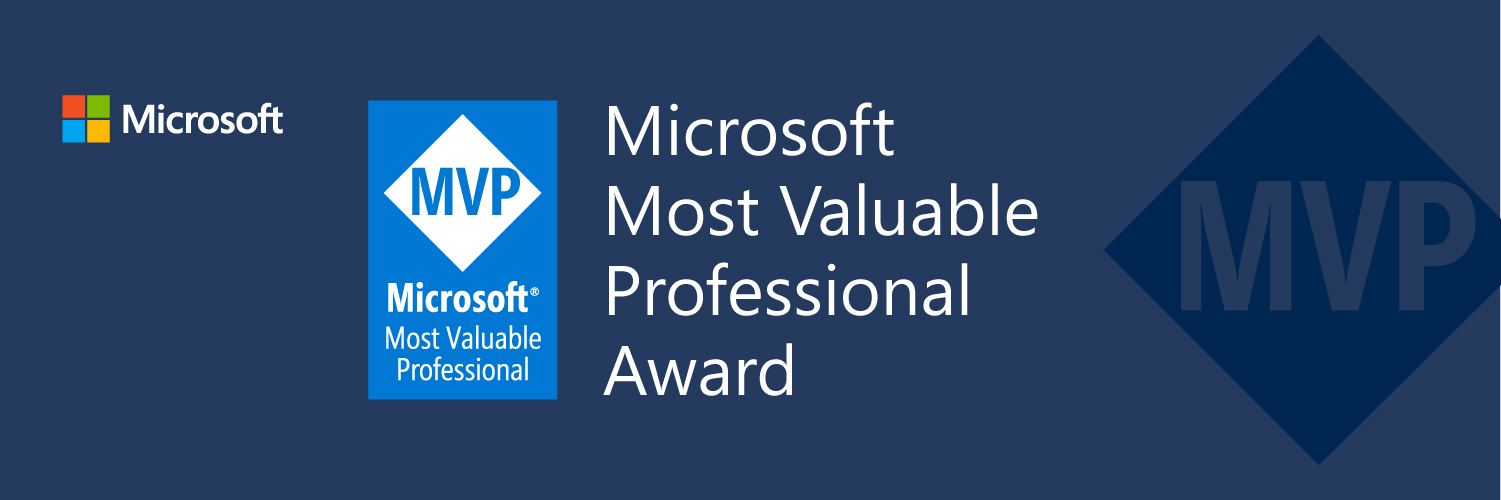 Microsoft
MVP
Microsoft®
Most Valuable
Professional
Microsoft
Most Valuable
Professional
Award
MVP